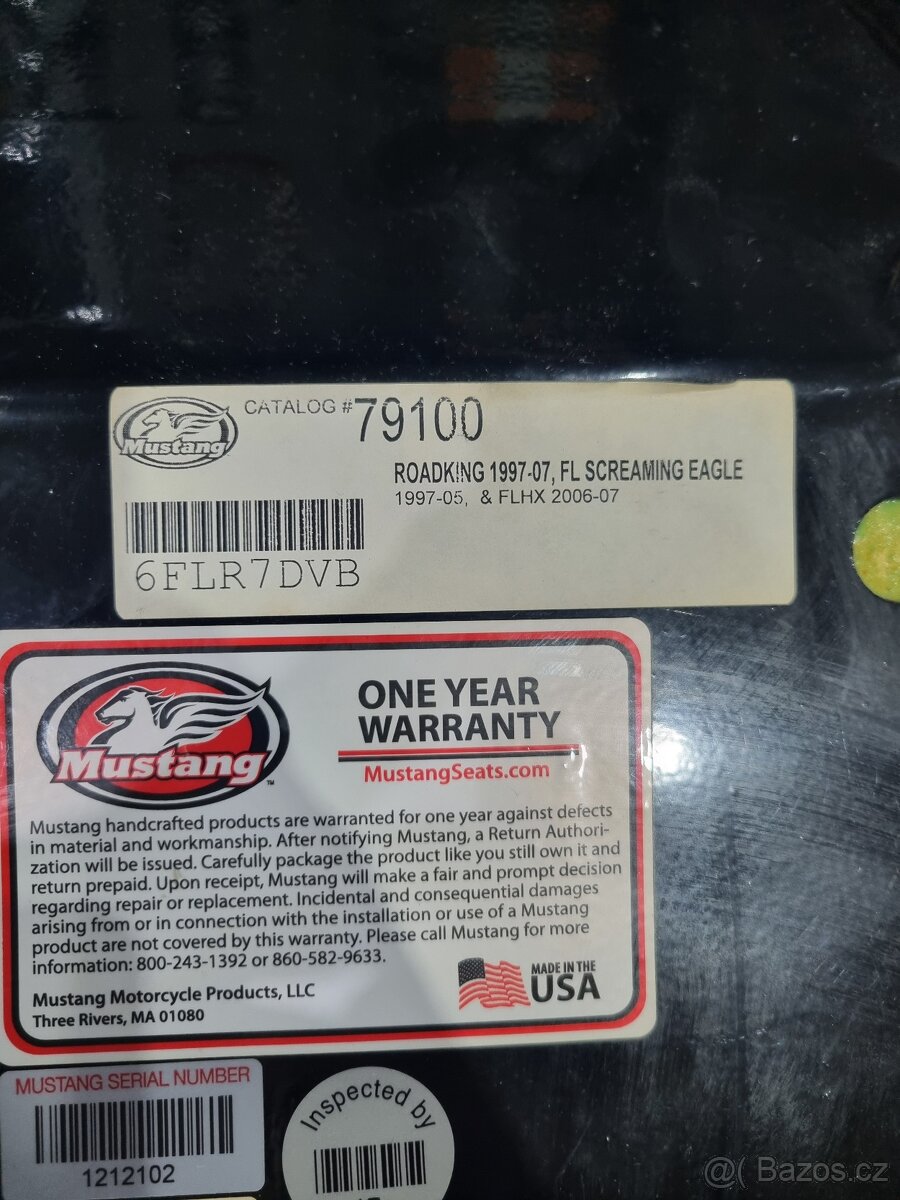 Mustang
CATALOG # 79100
ROADKING 1997-07, FL SCREAMING EAGLE
1997-05, & FLHX 2006-07
6FLR7DVB
Mustang™
ONE YEAR
WARRANTY
MustangSeats.com
Mustang handcrafted products are warranted for one year against defects
in material and workmanship. After notifying Mustang, a Return Authori-
zation will be issued. Carefully package the product like you still own it and
return prepaid. Upon receipt, Mustang will make a fair and prompt decision
regarding repair or replacement. Incidental and consequential damages
arising from or in connection with the installation or use of a Mustang
product are not covered by this warranty. Please call Mustang for more
information: 800-243-1392 or 860-582-9633.
Mustang Motorcycle Products, LLC
Three Rivers, MA 01080
MADE IN THE
USA
MUSTANG SERIAL NUMBER
1212102
Inspected by
@( Bazos.cz